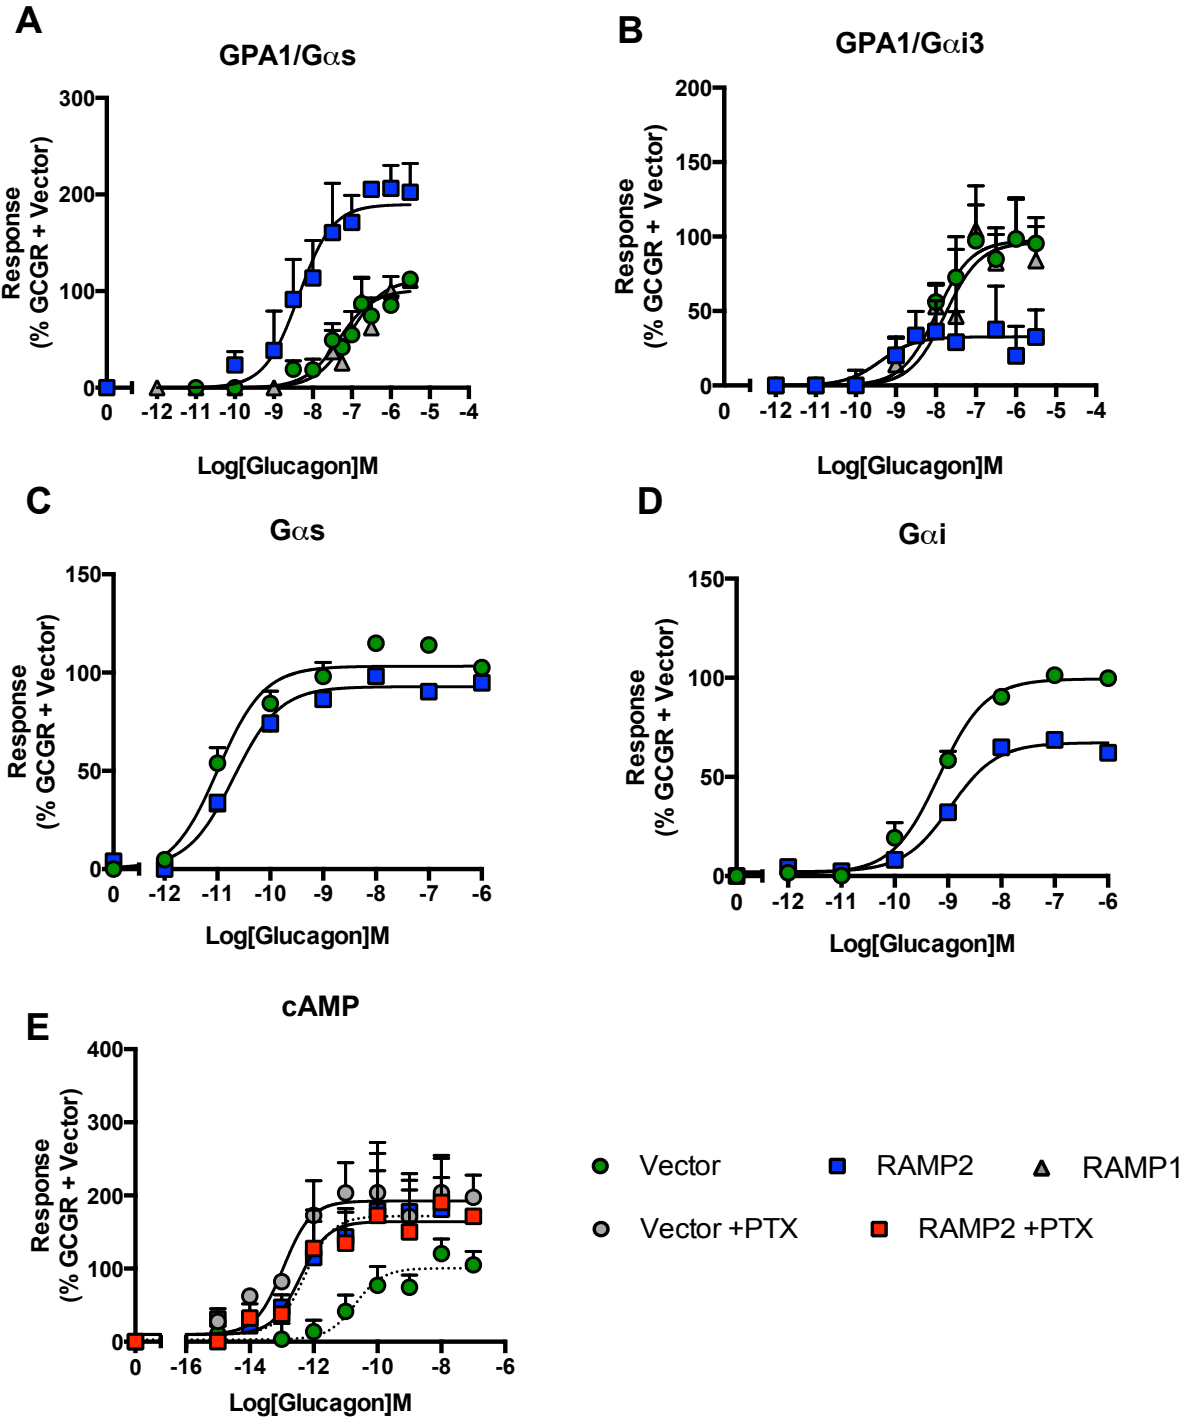 A
GPA1/Gαs
Response
(% GCGR + Vector)
300
200
100
0
0 -12 -11 -10 -9 -8 -7 -6 -5 -4
Log[Glucagon]M
B
GPA1/Gαi3
Response
(% GCGR + Vector)
200
150
100
50
0
0 -12 -11 -10 -9 -8 -7 -6 -5 -4
Log[Glucagon]M
C
Gαs
Response
(% GCGR + Vector)
150
100
50
0
0 -12 -11 -10 -9 -8 -7 -6
Log[Glucagon]M
D
Gαi
Response
(% GCGR + Vector)
150
100
50
0
0 -12 -11 -10 -9 -8 -7 -6
Log[Glucagon]M
E
cAMP
Response
(% GCGR + Vector)
400
300
200
100
0
0 -16 -14 -12 -10 -8 -6
Log[Glucagon]M
Vector RAMP2 RAMP1
Vector +PTX RAMP2 +PTX